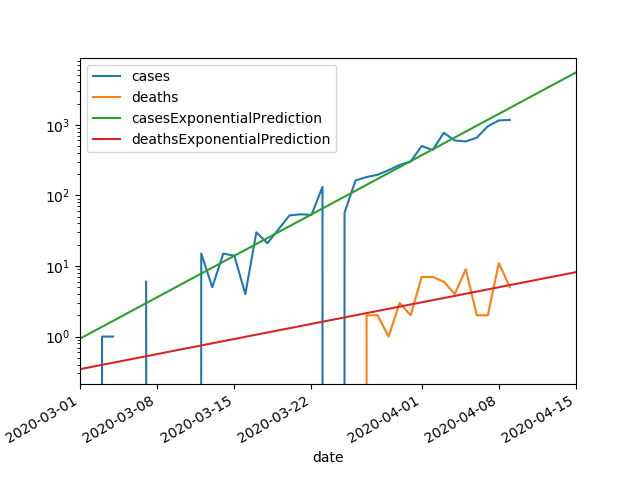 cases
deaths
casesExponentialPrediction
deathsExponentialPrediction
10³
10²
10¹
10⁰
2020-03-01
2020-03-08
2020-03-15
2020-03-22
2020-04-01
2020-04-08
2020-04-15
date